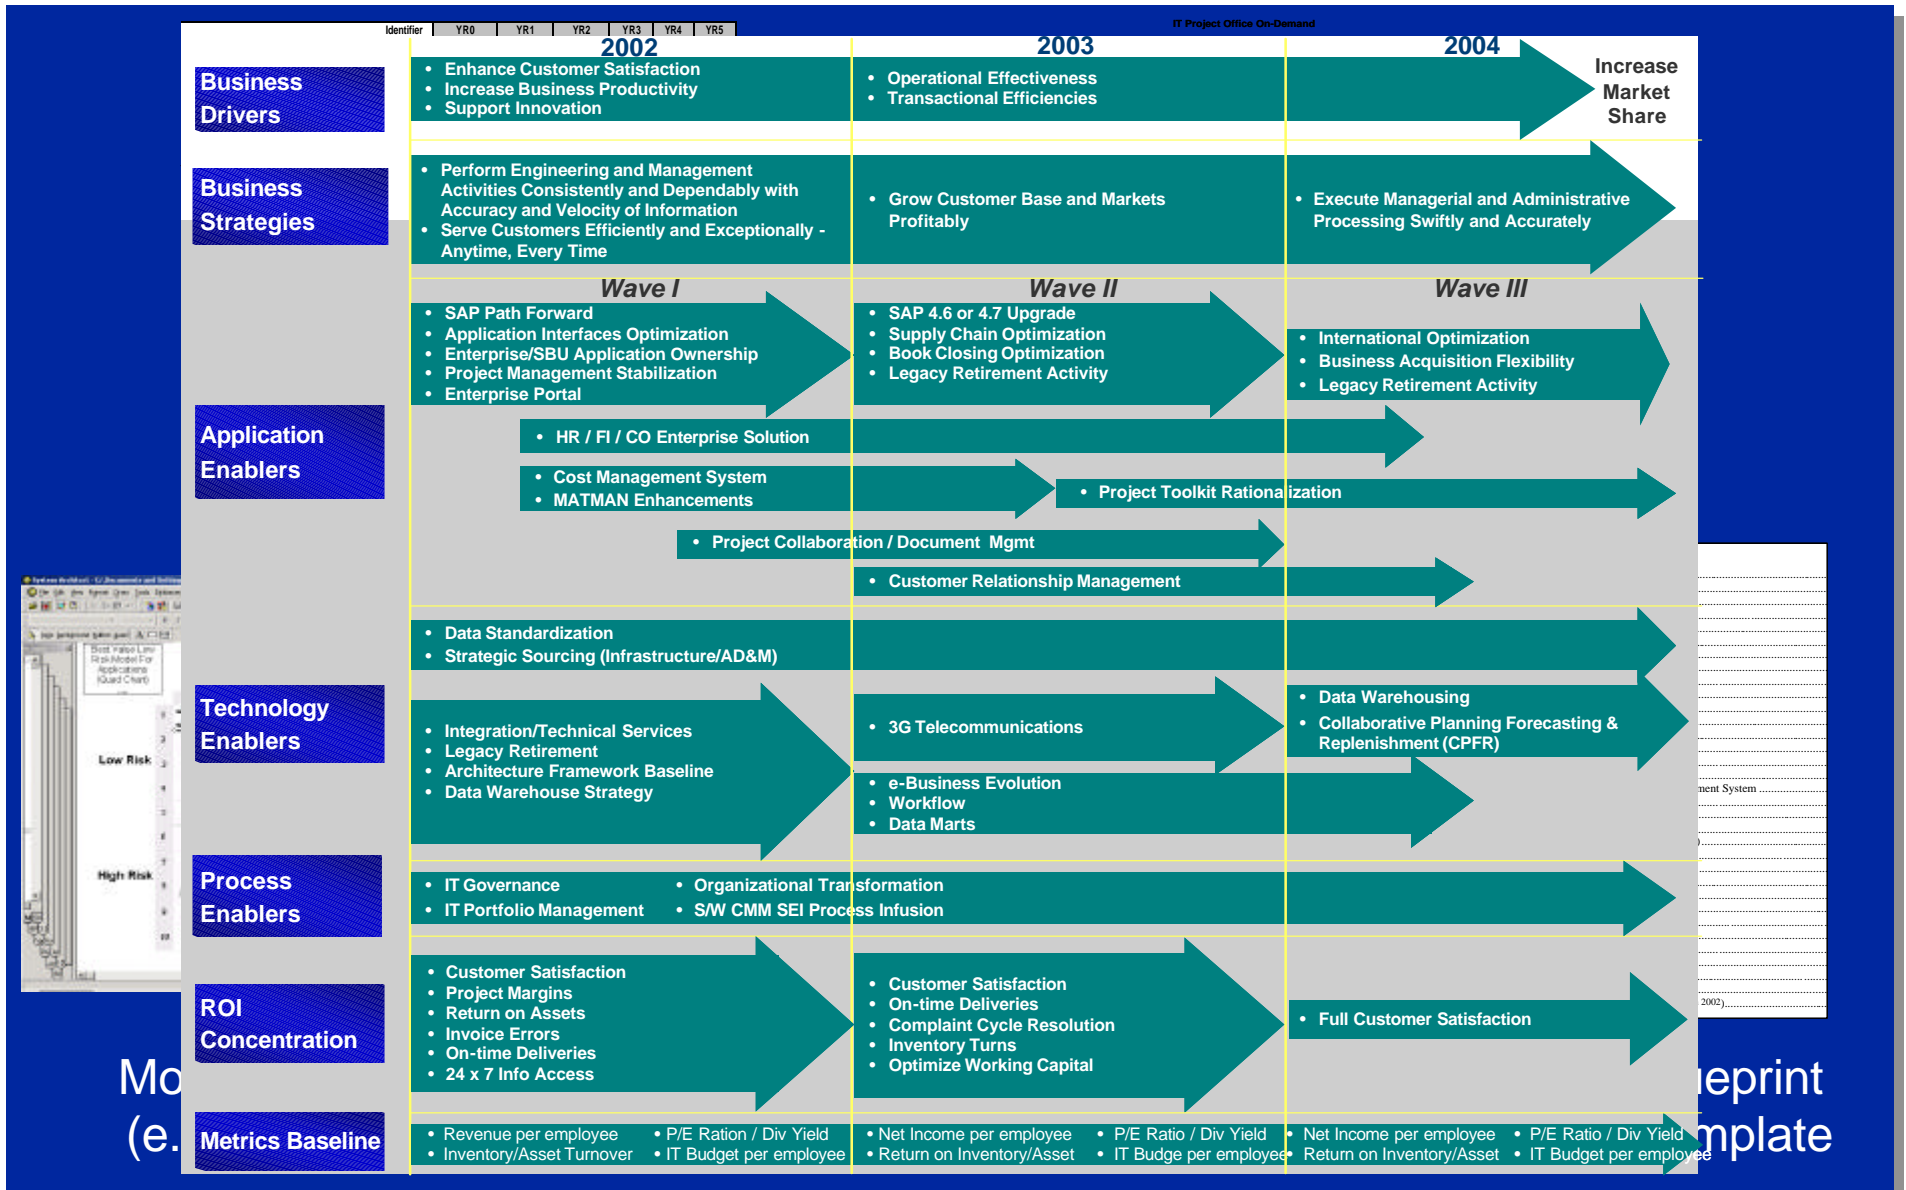 Identifier YR0 YR1 YR2 YR3 YR4 YR5
IT Project Office On-Demand
2002 2003 2004
Business
Drivers
• Enhance Customer Satisfaction
• Increase Business Productivity
• Support Innovation
• Operational Effectiveness
• Transactional Efficiencies
Increase
Market
Share
Business
Strategies
• Perform Engineering and Management
Activities Consistently and Dependably with
Accuracy and Velocity of Information
• Serve Customers Efficiently and Exceptionally -
Anytime, Every Time
• Grow Customer Base and Markets
Profitably
• Execute Managerial and Administrative
Processing Swiftly and Accurately
Wave I Wave II Wave III
Application
Enablers
• SAP Path Forward
• Application Interfaces Optimization
• Enterprise/SBU Application Ownership
• Project Management Stabilization
• Enterprise Portal
• SAP 4.6 or 4.7 Upgrade
• Supply Chain Optimization
• Book Closing Optimization
• Legacy Retirement Activity
• International Optimization
• Business Acquisition Flexibility
• Legacy Retirement Activity
• HR / FI / CO Enterprise Solution
• Cost Management System
• MATMAN Enhancements
• Project Toolkit Rationalization
• Project Collaboration / Document Mgmt
• Customer Relationship Management
Technology
Enablers
• Data Standardization
• Strategic Sourcing (Infrastructure/AD&M)
• Integration/Technical Services
• Legacy Retirement
• Architecture Framework Baseline
• Data Warehouse Strategy
• 3G Telecommunications
• e-Business Evolution
• Workflow
• Data Marts
• Data Warehousing
• Collaborative Planning Forecasting &
Replenishment (CPFR)
Process
Enablers
• IT Governance
• IT Portfolio Management
• Organizational Transformation
• S/W CMM SEI Process Infusion
ROI
Concentration
• Customer Satisfaction
• Project Margins
• Return on Assets
• Invoice Errors
• On-time Deliveries
• 24 x 7 Info Access
• Customer Satisfaction
• On-time Deliveries
• Complaint Cycle Resolution
• Inventory Turns
• Optimize Working Capital
• Full Customer Satisfaction
Metrics Baseline
• Revenue per employee • P/E Ration / Div Yield
• Inventory/Asset Turnover • IT Budget per employee
• Net Income per employee • P/E Ratio / Div Yield
• Return on Inventory/Asset • IT Budge per employee
• Net Income per employee • P/E Ratio / Div Yield
• Return on Inventory/Asset • IT Budget per employee
Best Value Low
Risk Model For
Applications
(Quad Chart)
Low Risk
High Risk
ment System
2002)
Mo
(e.
eprint
mplate